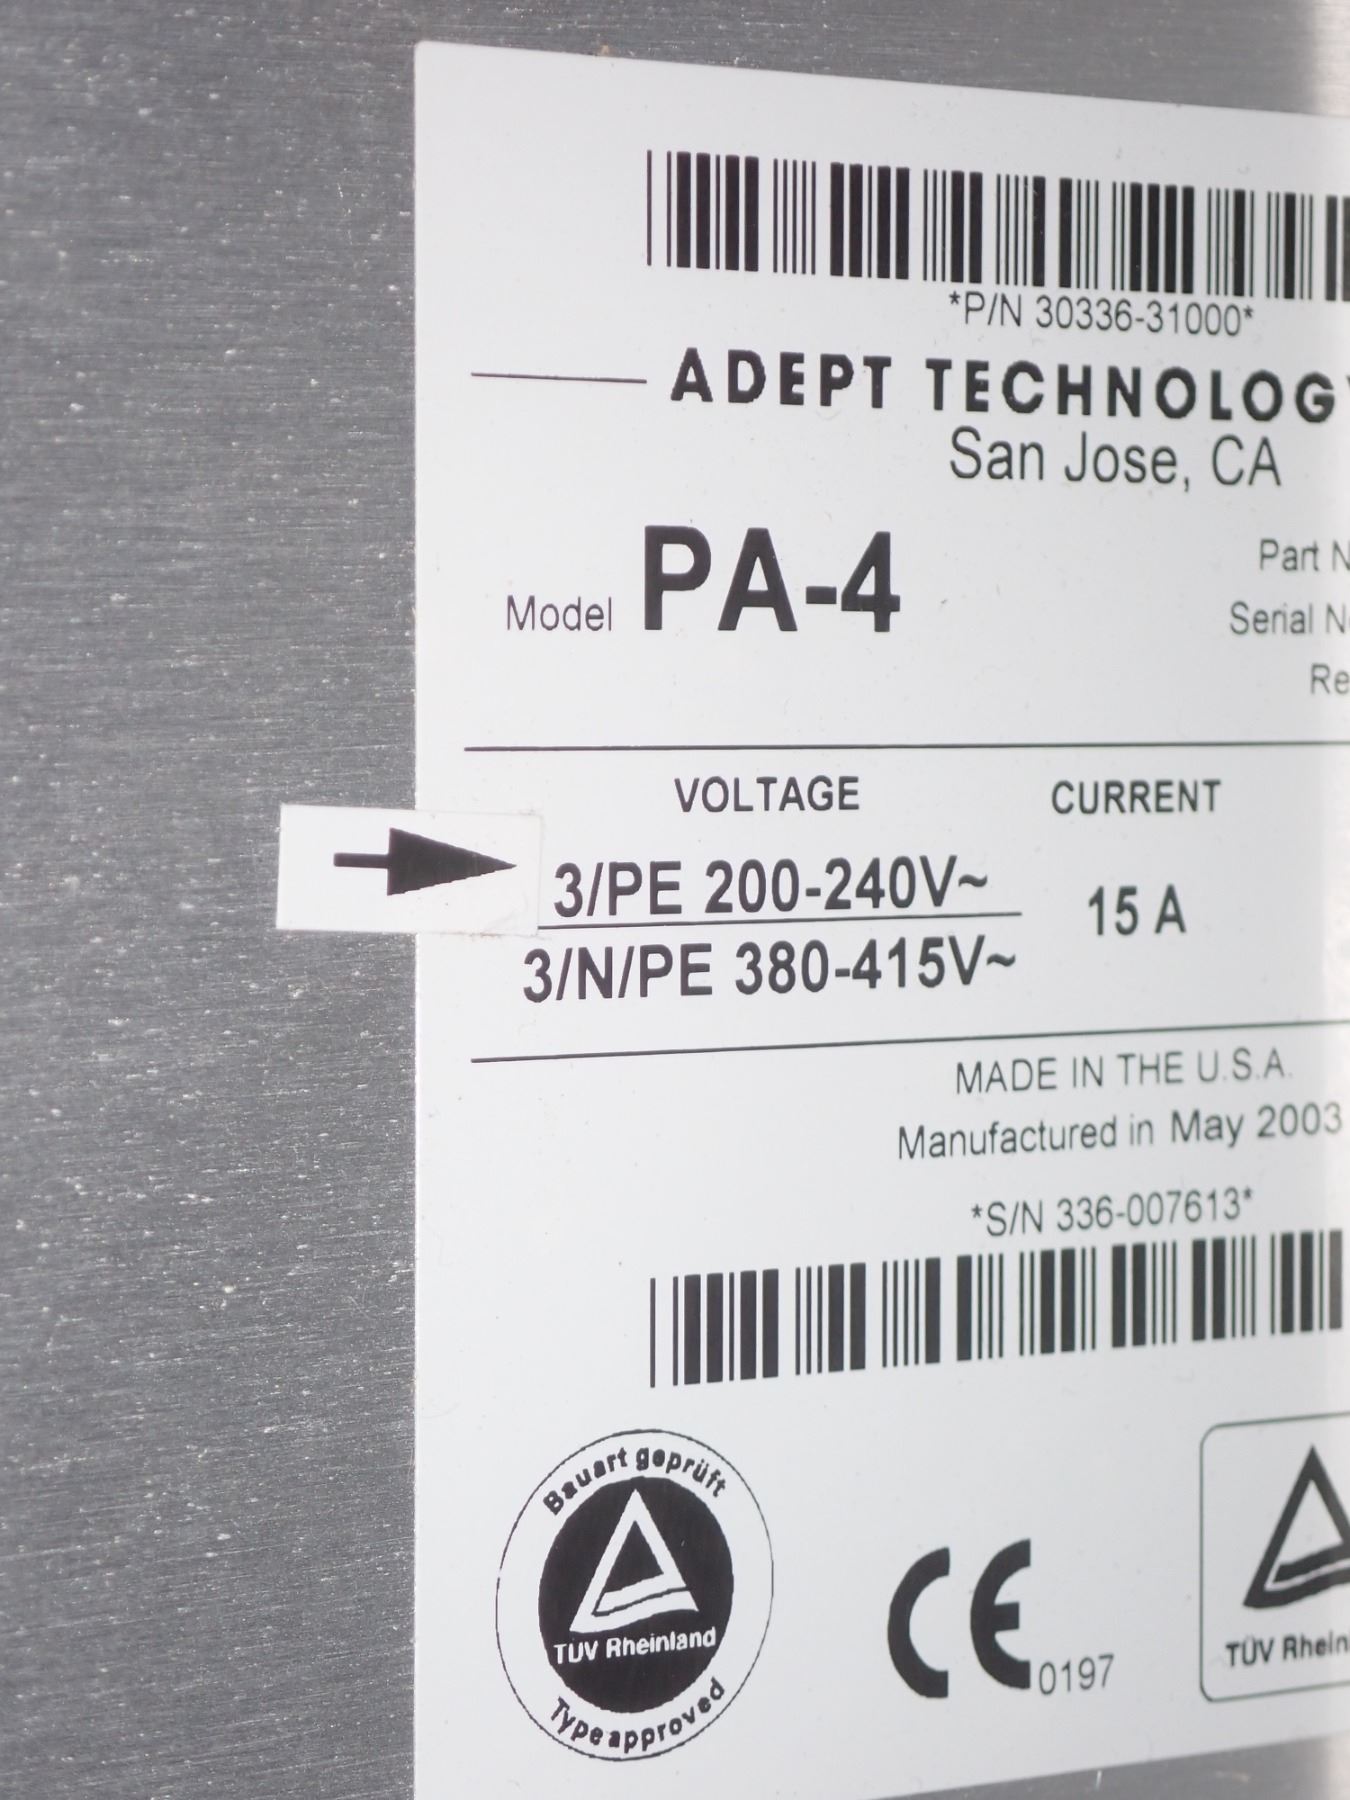 *P/N 30336-31000*
ADEPT TECHNOLOGY
San Jose, CA
Model PA-4
Part N
Serial No
Re
VOLTAGE CURRENT
3/PE 200-240V~
15 A
3/N/PE 380-415V~
MADE IN THE U.S.A.
Manufactured in May 2003
*S/N 336-007613*
Bauart geprüft
TÜV Rheinland
Type approved
CE 0197
TÜV Rhein